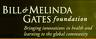 BILL & MELINDA
GATES foundation
Bringing innovations in health and
learning to the global community